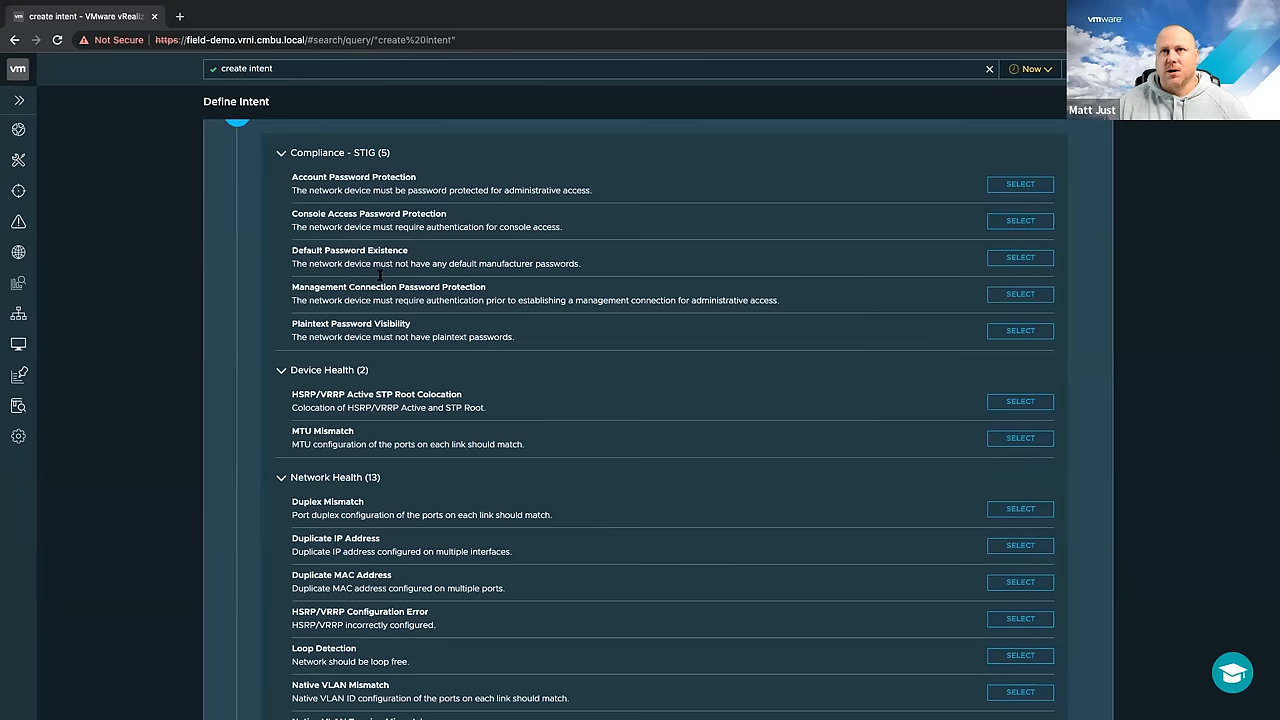 create intent - VMware vRealiz
Not Secure
https://field-demo.vrni.cmbu.local/#search/query/"create%20intent"
vmware
Matt Just
vm
create intent
Now
Define Intent
Compliance - STIG (5)
Account Password Protection
The network device must be password protected for administrative access.
SELECT
Console Access Password Protection
The network device must require authentication for console access.
SELECT
Default Password Existence
The network device must not have any default manufacturer passwords.
SELECT
Management Connection Password Protection
The network device must require authentication prior to establishing a management connection for administrative access.
SELECT
Plaintext Password Visibility
The network device must not have plaintext passwords.
SELECT
Device Health (2)
HSRP/VRRP Active STP Root Colocation
Colocation of HSRP/VRRP Active and STP Root.
SELECT
MTU Mismatch
MTU configuration of the ports on each link should match.
SELECT
Network Health (13)
Duplex Mismatch
Port duplex configuration of the ports on each link should match.
SELECT
Duplicate IP Address
Duplicate IP address configured on multiple interfaces.
SELECT
Duplicate MAC Address
Duplicate MAC address configured on multiple ports.
SELECT
HSRP/VRRP Configuration Error
HSRP/VRRP incorrectly configured.
SELECT
Loop Detection
Network should be loop free.
SELECT
Native VLAN Mismatch
Native VLAN ID configuration of the ports on each link should match.
SELECT